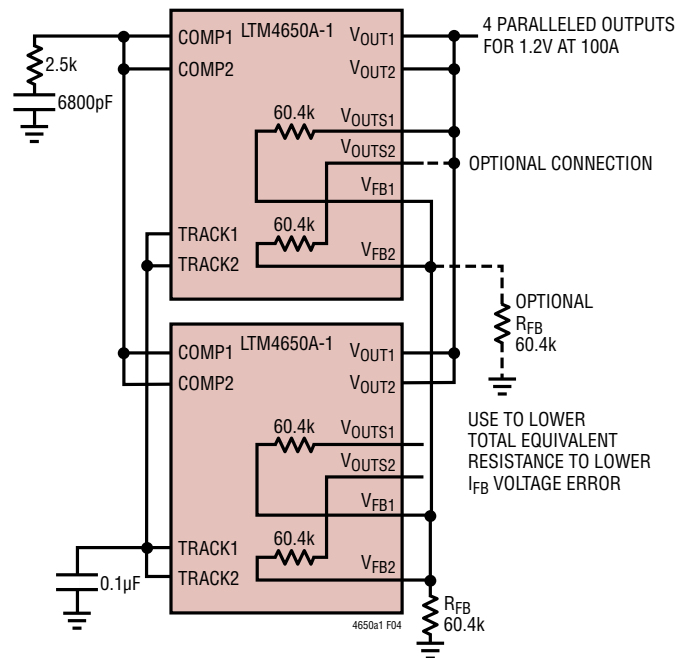 COMP1 LTM4650A-1 VOUT1
4 PARALLELED OUTPUTS
FOR 1.2V AT 100A
2.5k
COMP2 VOUT2
6800pF
60.4k VOUTS1
VOUTS2
OPTIONAL CONNECTION
VFB1
60.4k
TRACK1
TRACK2 VFB2
OPTIONAL
RFB
60.4k
COMP1 LTM4650A-1 VOUT1
COMP2 VOUT2
60.4k VOUTS1
VOUTS2
USE TO LOWER
TOTAL EQUIVALENT
RESISTANCE TO LOWER
IFB VOLTAGE ERROR
VFB1
60.4k
TRACK1
TRACK2 VFB2
0.1µF
RFB
60.4k
4650a1 F04